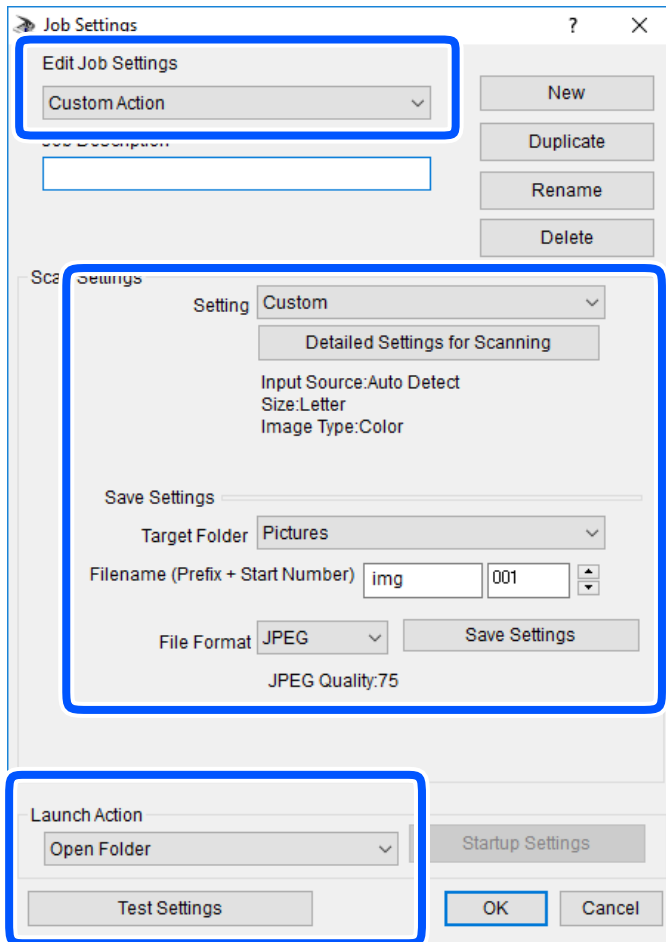 Job Settings ?
Edit Job Settings
Custom Action
New
Duplicate
Rename
Delete
Scan Settings
Setting Custom
Detailed Settings for Scanning
Input Source:Auto Detect
Size:Letter
Image Type:Color
Save Settings
Target Folder Pictures
Filename (Prefix + Start Number) img 001
File Format JPEG Save Settings
JPEG Quality:75
Launch Action
Open Folder Startup Settings
Test Settings OK Cancel